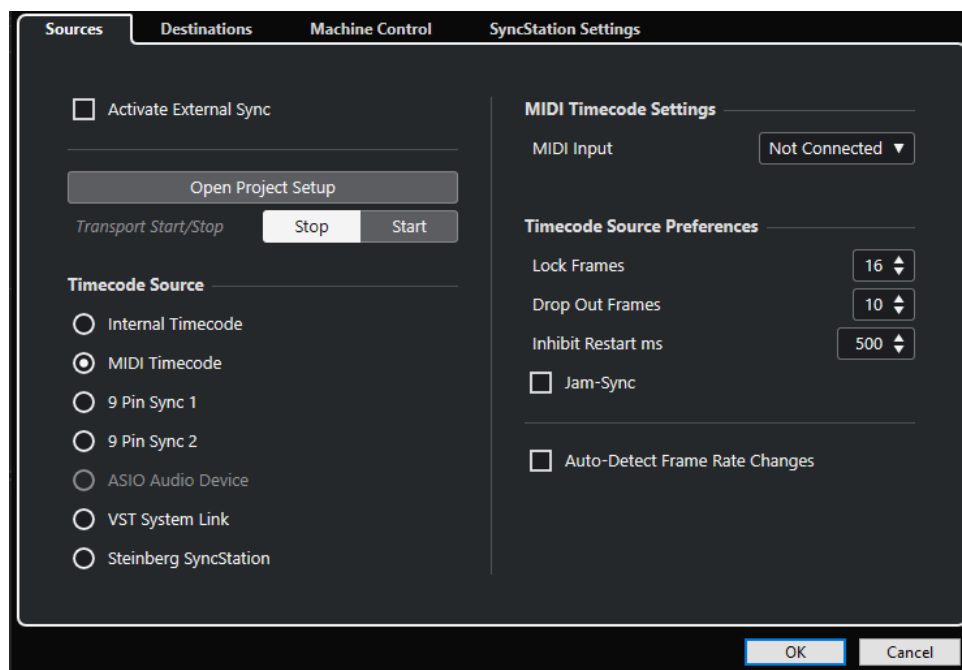 Sources Destinations Machine Control SyncStation Settings
Activate External Sync
Open Project Setup
Transport Start/Stop Stop Start
Timecode Source
Internal Timecode
MIDI Timecode
9 Pin Sync 1
9 Pin Sync 2
ASIO Audio Device
VST System Link
Steinberg SyncStation
MIDI Timecode Settings
MIDI Input Not Connected
Timecode Source Preferences
Lock Frames 16
Drop Out Frames 10
Inhibit Restart ms 500
Jam-Sync
Auto-Detect Frame Rate Changes
OK Cancel